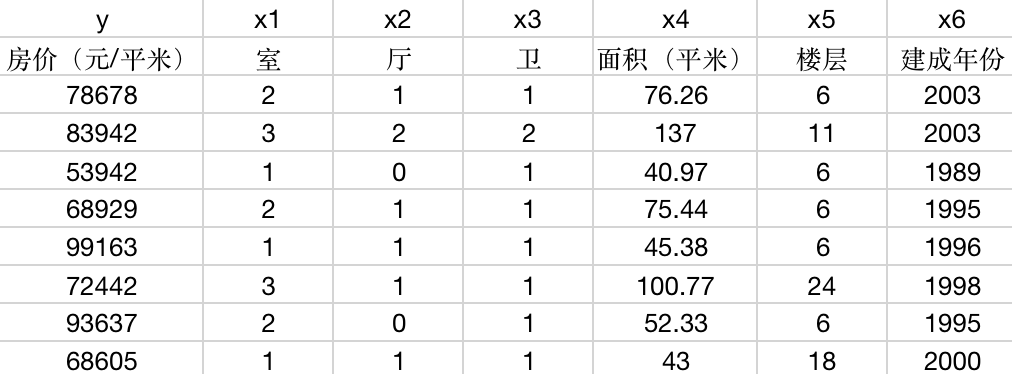 y x1 x2 x3 x4 x5 x6
房价（元/平米） 室 厅 卫 面积（平米） 楼层 建成年份
78678 2 1 1 76.26 6 2003
83942 3 2 2 137 11 2003
53942 1 0 1 40.97 6 1989
68929 2 1 1 75.44 6 1995
99163 1 1 1 45.38 6 1996
72442 3 1 1 100.77 24 1998
93637 2 0 1 52.33 6 1995
68605 1 1 1 43 18 2000